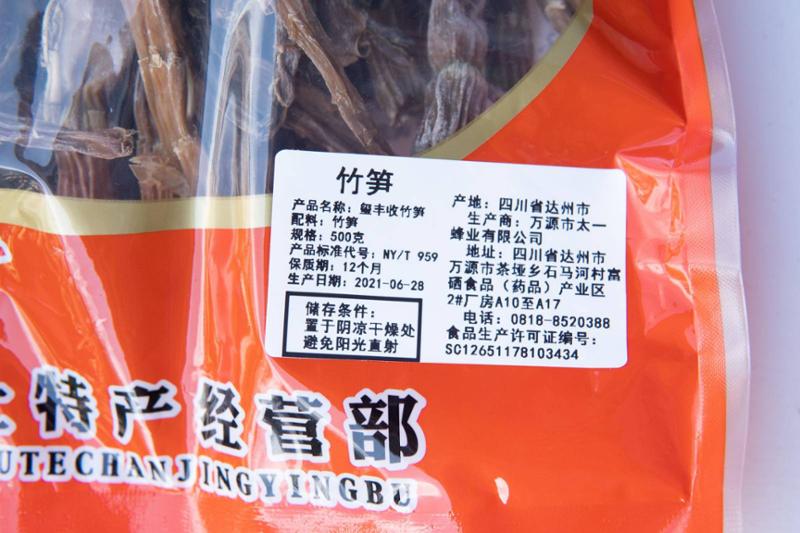 竹笋
产品名称：蜀丰收竹笋
配料：竹笋
规格：500克
产品标准代号：NY/T 959
保质期：12个月
生产日期：2021-06-28
储存条件：
置于阴凉干燥处
避免阳光直射
产地：四川省达州市
生产商：万源市太一
蜂业有限公司
地址：四川省达州市
万源市茶垭乡石马河村富
硒食品（药品）产业区
2#厂房A10至A17
电话：0818-8520388
食品生产许可证编号：
SC12651178103434
特产经营部
UTECHANJINGYINGBU